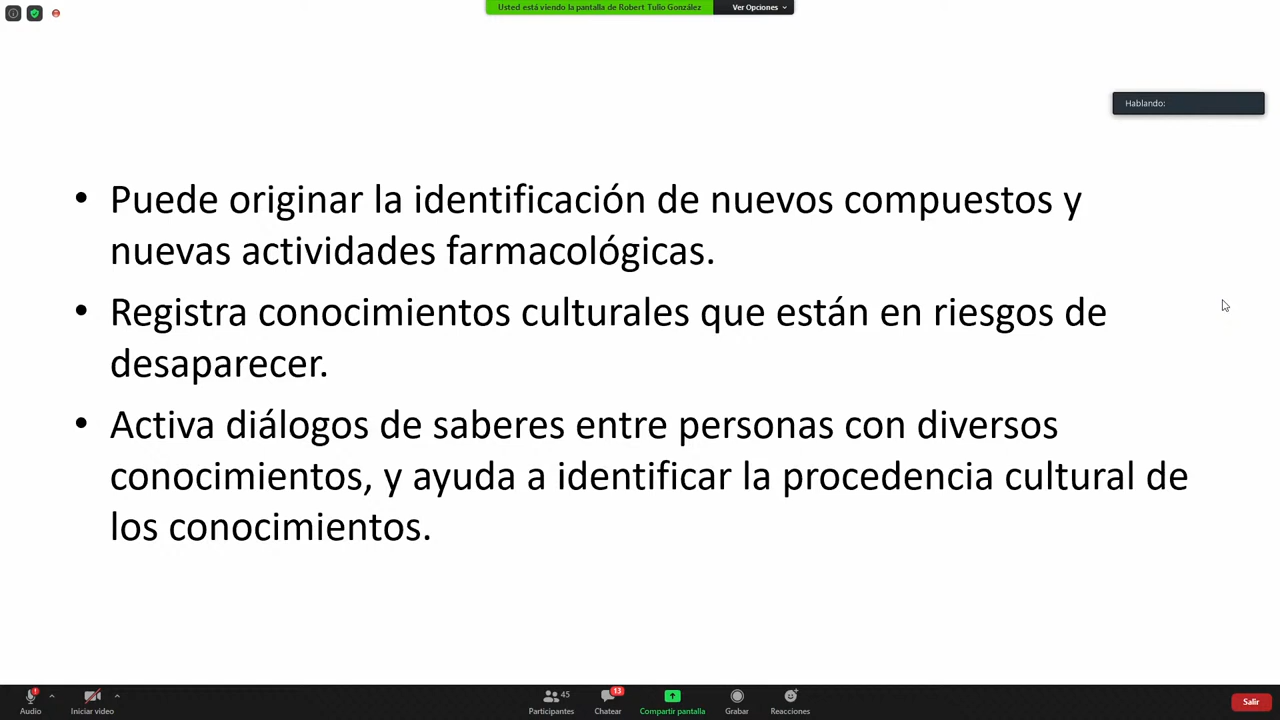 Usted está viendo la pantalla de Robert Tulio González
Ver Opciones
Hablando:
• Puede originar la identificación de nuevos compuestos y
nuevas actividades farmacológicas.
• Registra conocimientos culturales que están en riesgos de
desaparecer.
• Activa diálogos de saberes entre personas con diversos
conocimientos, y ayuda a identificar la procedencia cultural de
los conocimientos.
45
13
Audio
Iniciar video
Participantes
Chatear
Compartir pantalla
Grabar
Reacciones
Salir